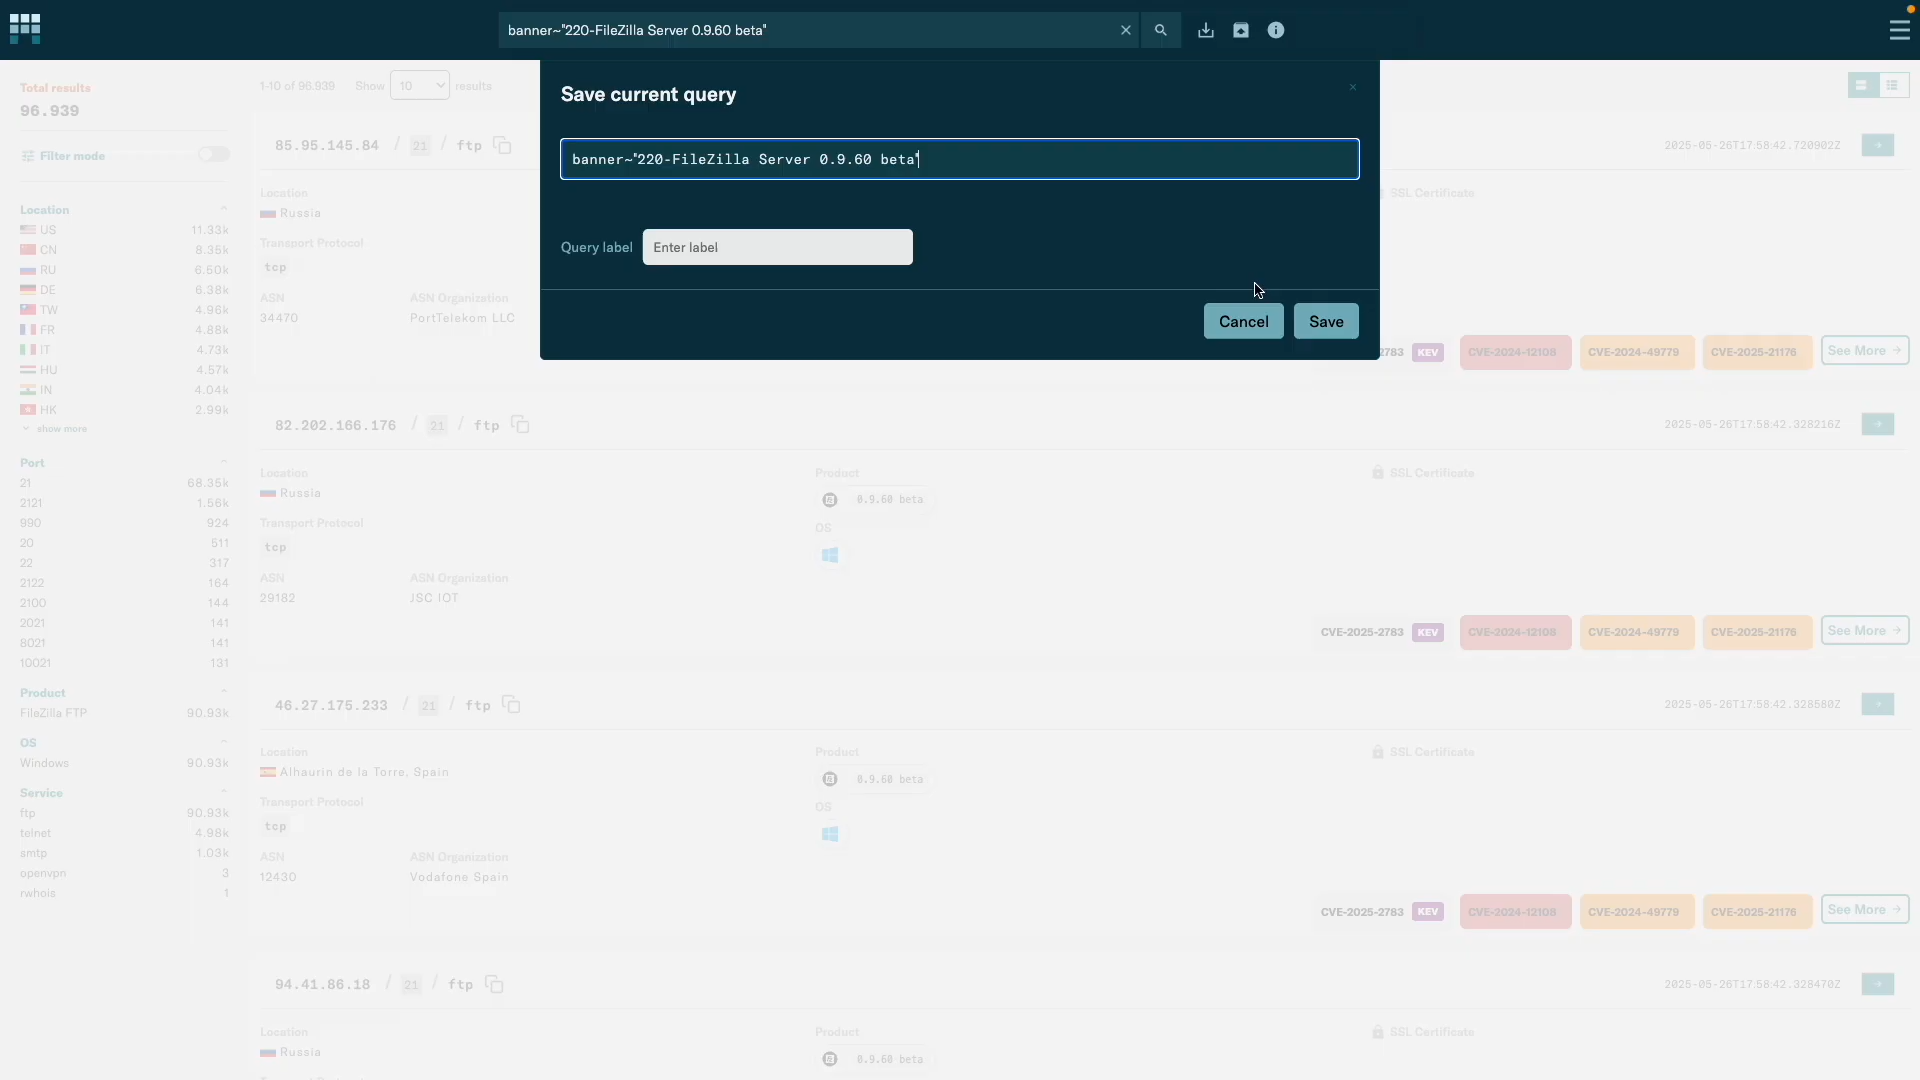 banner~"220-FileZilla Server 0.9.60 beta"
Save current query
banner~"220-FileZilla Server 0.9.60 beta"
Query label Enter label
Cancel Save
Total results
96.939
1-10 of 96.939 Show 10 results
Filter mode
Location
US 11.33k
CN 8.35k
RU 6.50k
DE 6.38k
TW 4.96k
FR 4.88k
IT 4.73k
HU 4.57k
IN 4.04k
HK 2.99k
show more
Port
21 68.35k
2121 1.56k
990 924
20 511
22 317
2122 164
2100 144
2021 141
8021 141
10021 131
Product
FileZilla FTP 90.93k
OS
Windows 90.93k
Service
ftp 90.93k
telnet 4.98k
smtp 1.03k
openvpn 3
rwhois 1
85.95.145.84 / 21 / ftp 2025-05-26T17:58:42.720902Z
Location SSL Certificate
Russia
Transport Protocol
tcp
ASN ASN Organization
34470 PortTelekom LLC
2783 KEV CVE-2024-12108 CVE-2024-49779 CVE-2025-21176 See More →
82.202.166.176 / 21 / ftp 2025-05-26T17:58:42.328216Z
Location Product SSL Certificate
Russia 0.9.60 beta
Transport Protocol OS
tcp
ASN ASN Organization
29182 JSC IOT
CVE-2025-2783 KEV CVE-2024-12108 CVE-2024-49779 CVE-2025-21176 See More →
46.27.175.233 / 21 / ftp 2025-05-26T17:58:42.328580Z
Location Product SSL Certificate
Alhaurin de la Torre, Spain 0.9.60 beta
Transport Protocol OS
tcp
ASN ASN Organization
12430 Vodafone Spain
CVE-2025-2783 KEV CVE-2024-12108 CVE-2024-49779 CVE-2025-21176 See More →
94.41.86.18 / 21 / ftp 2025-05-26T17:58:42.328470Z
Location Product SSL Certificate
Russia 0.9.60 beta